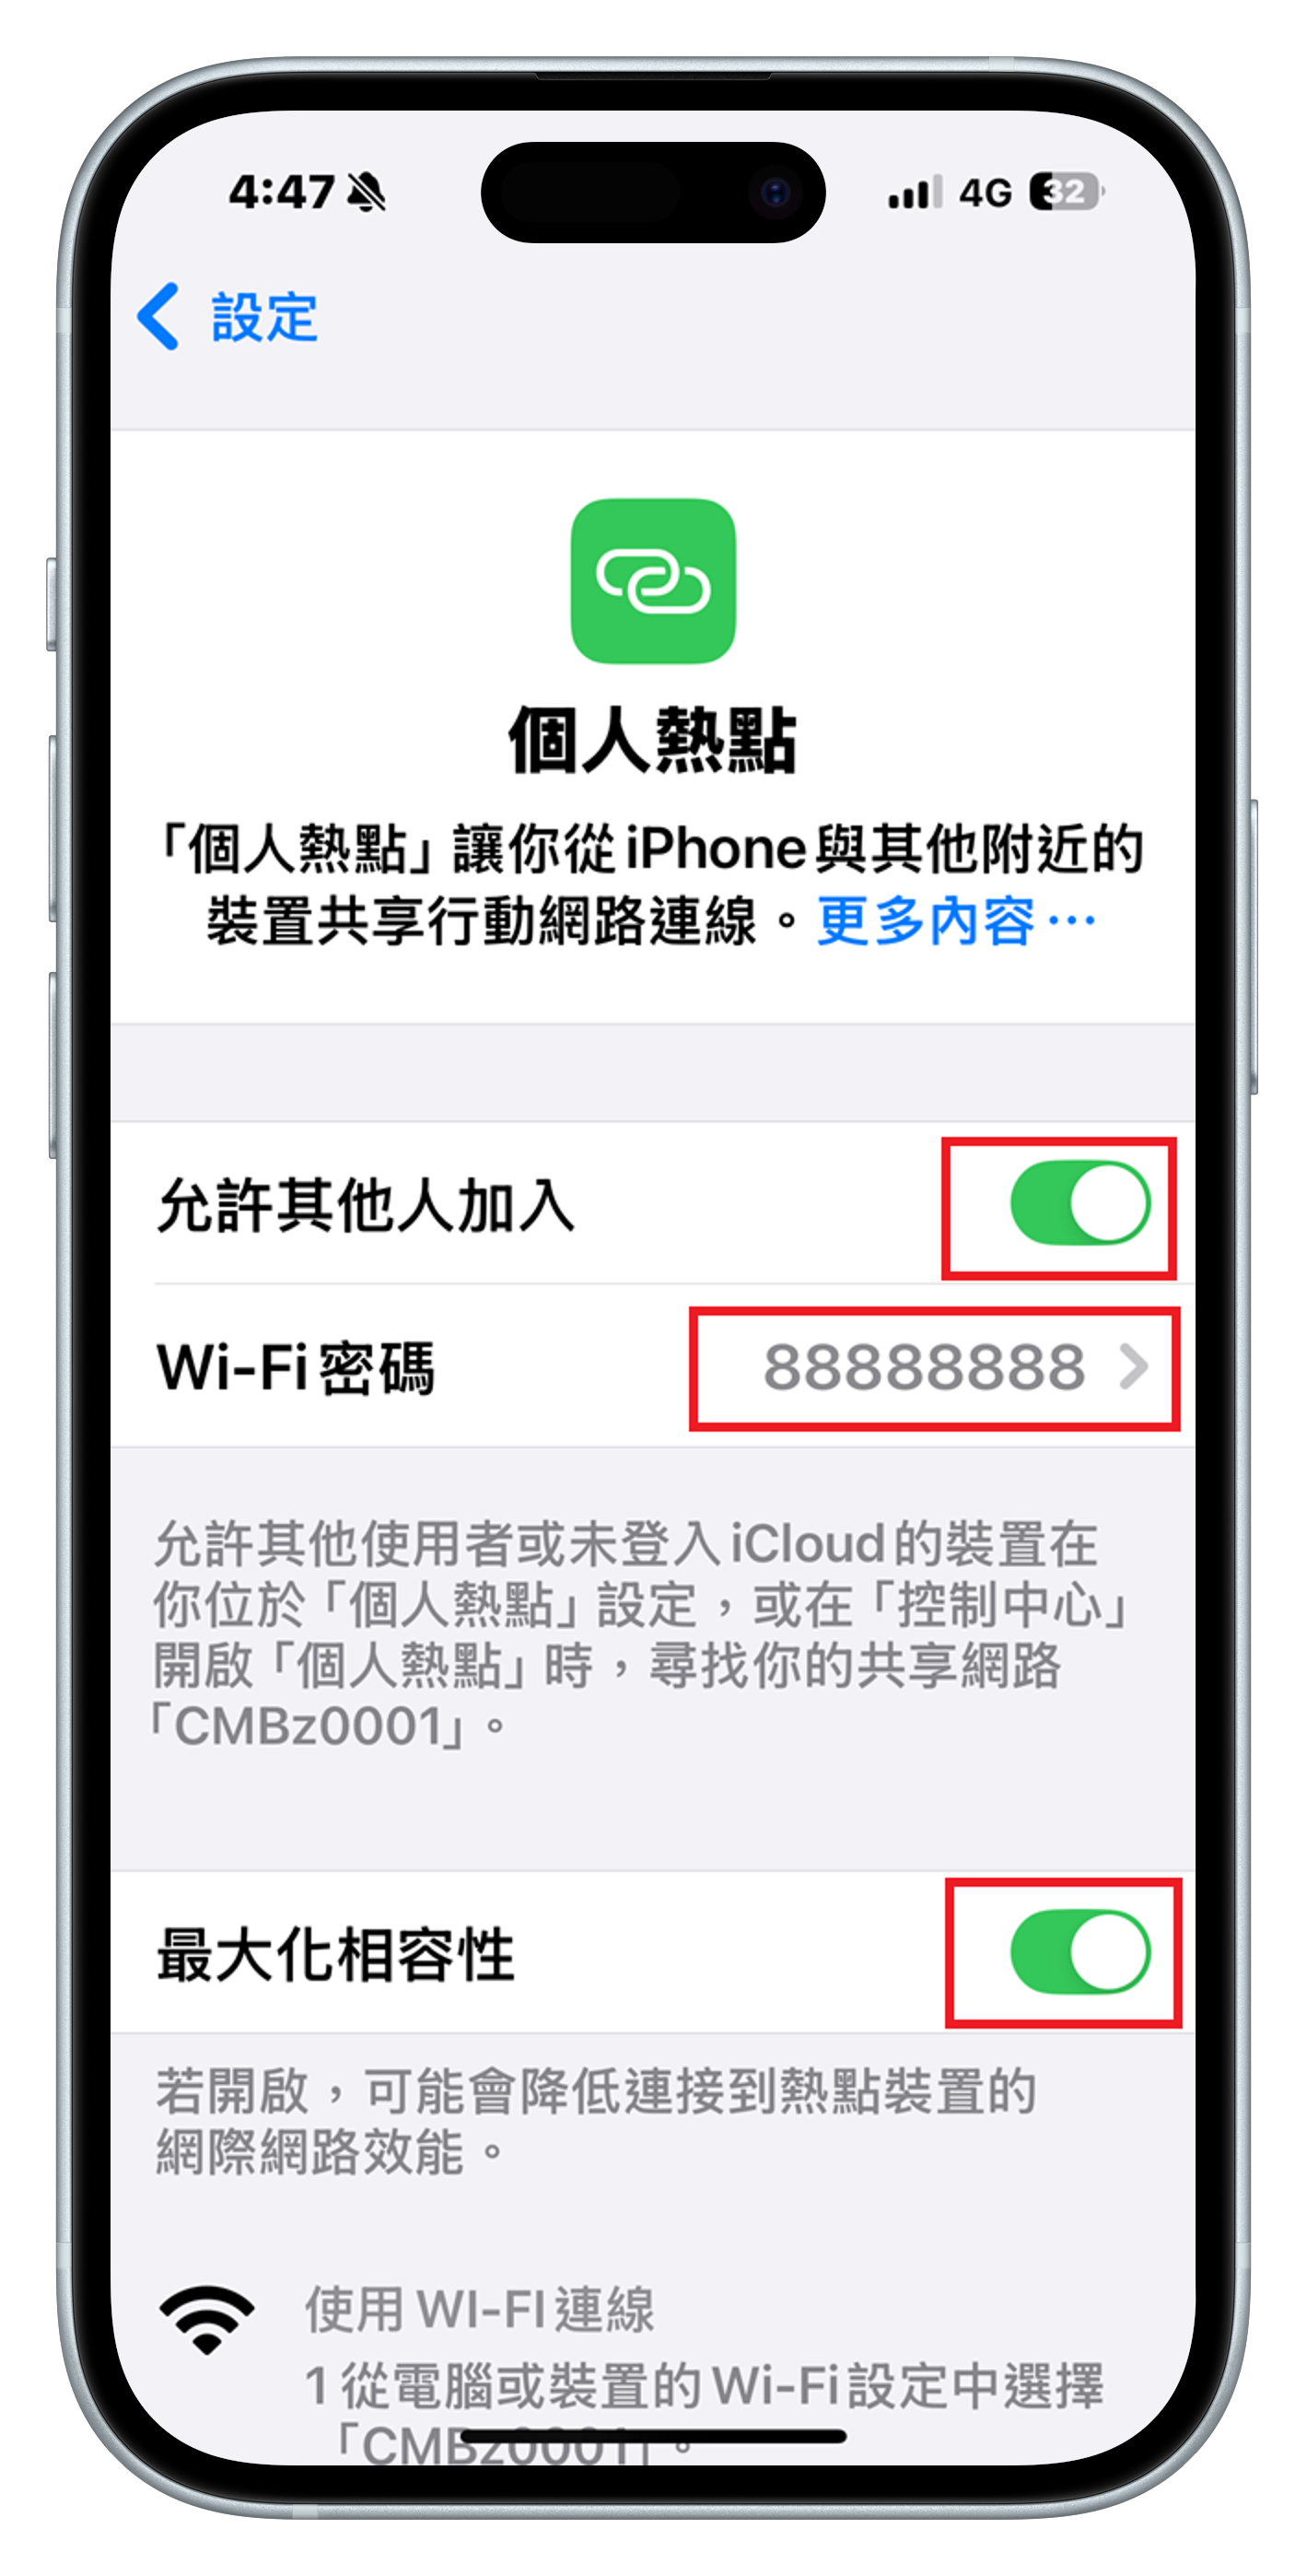 4:47
4G 32
設定
個人熱點
「個人熱點」讓你從 iPhone 與其他附近的
裝置共享行動網路連線。更多內容⋯
允許其他人加入
Wi-Fi 密碼 88888888
允許其他使用者或未登入 iCloud 的裝置在
你位於「個人熱點」設定，或在「控制中心」
開啟「個人熱點」時，尋找你的共享網路
「CMBz0001」。
最大化相容性
若開啟，可能會降低連接到熱點裝置的
網際網路效能。
使用 WI-FI 連線
1 從電腦或裝置的 Wi-Fi 設定中選擇
「CMBz0001」。